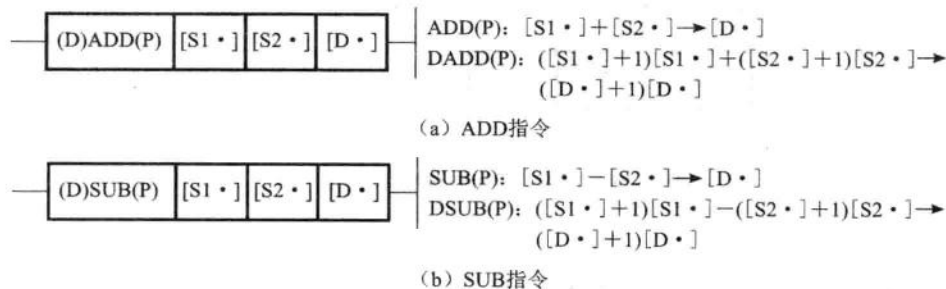 (D)ADD(P) [S1・] [S2・] [D・]
ADD(P): [S1・]+[S2・]→[D・]
DADD(P): ([S1・]+1)[S1・]+([S2・]+1)[S2・]→
([D・]+1)[D・]
(a) ADD指令
(D)SUB(P) [S1・] [S2・] [D・]
SUB(P): [S1・]−[S2・]→[D・]
DSUB(P): ([S1・]+1)[S1・]−([S2・]+1)[S2・]→
([D・]+1)[D・]
(b) SUB指令